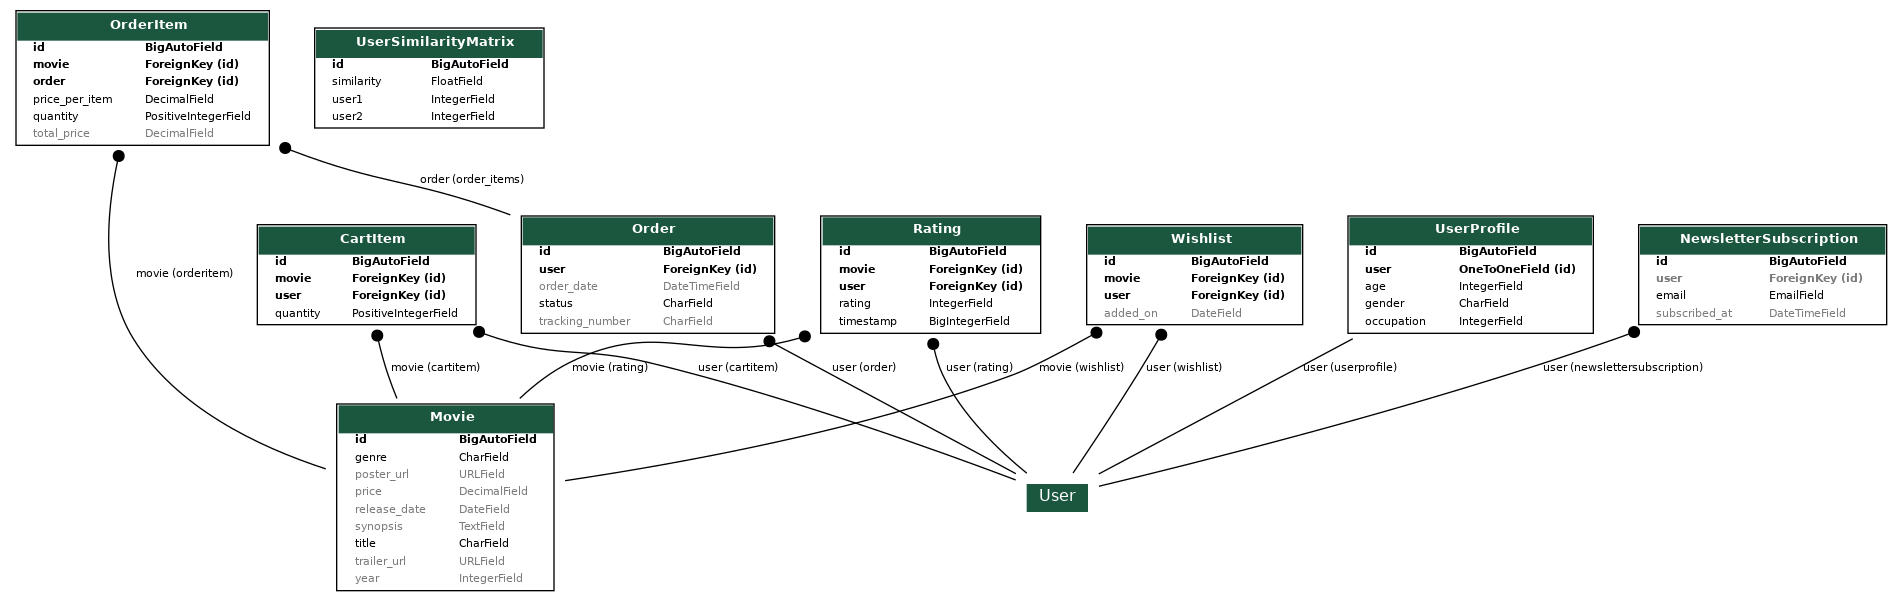 OrderItem
id BigAutoField
movie ForeignKey (id)
order ForeignKey (id)
price_per_item DecimalField
quantity PositiveIntegerField
total_price DecimalField
UserSimilarityMatrix
id BigAutoField
similarity FloatField
user1 IntegerField
user2 IntegerField
order (order_items)
movie (orderitem)
CartItem
id BigAutoField
movie ForeignKey (id)
user ForeignKey (id)
quantity PositiveIntegerField
Order
id BigAutoField
user ForeignKey (id)
order_date DateTimeField
status CharField
tracking_number CharField
Rating
id BigAutoField
movie ForeignKey (id)
user ForeignKey (id)
rating IntegerField
timestamp BigIntegerField
Wishlist
id BigAutoField
movie ForeignKey (id)
user ForeignKey (id)
added_on DateField
UserProfile
id BigAutoField
user OneToOneField (id)
age IntegerField
gender CharField
occupation IntegerField
NewsletterSubscription
id BigAutoField
user ForeignKey (id)
email EmailField
subscribed_at DateTimeField
movie (cartitem)
movie (rating)
user (cartitem)
user (order)
user (rating)
movie (wishlist)
user (wishlist)
user (userprofile)
user (newslettersubscription)
Movie
id BigAutoField
genre CharField
poster_url URLField
price DecimalField
release_date DateField
synopsis TextField
title CharField
trailer_url URLField
year IntegerField
User